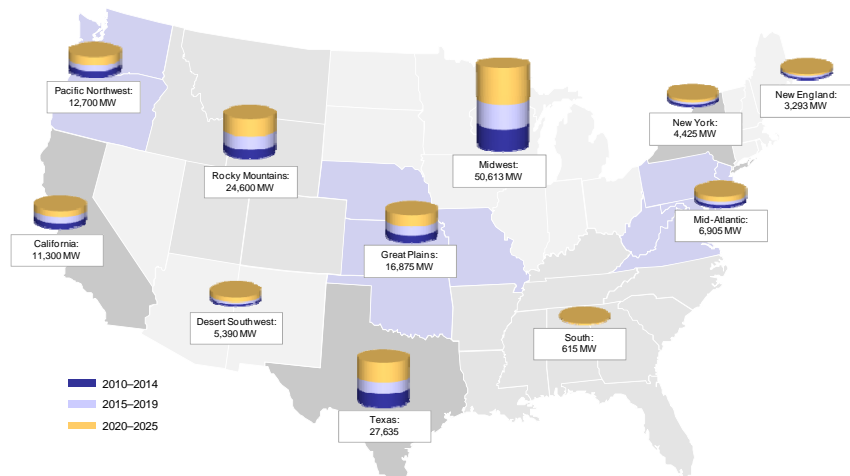 Pacific Northwest:
12,700 MW
New England:
3,293 MW
New York:
4,425 MW
Midwest:
50,613 MW
Rocky Mountains:
24,600 MW
Mid-Atlantic:
6,905 MW
California:
11,300 MW
Great Plains:
16,875 MW
Desert Southwest:
5,390 MW
South:
615 MW
Texas:
27,635
2010–2014
2015–2019
2020–2025